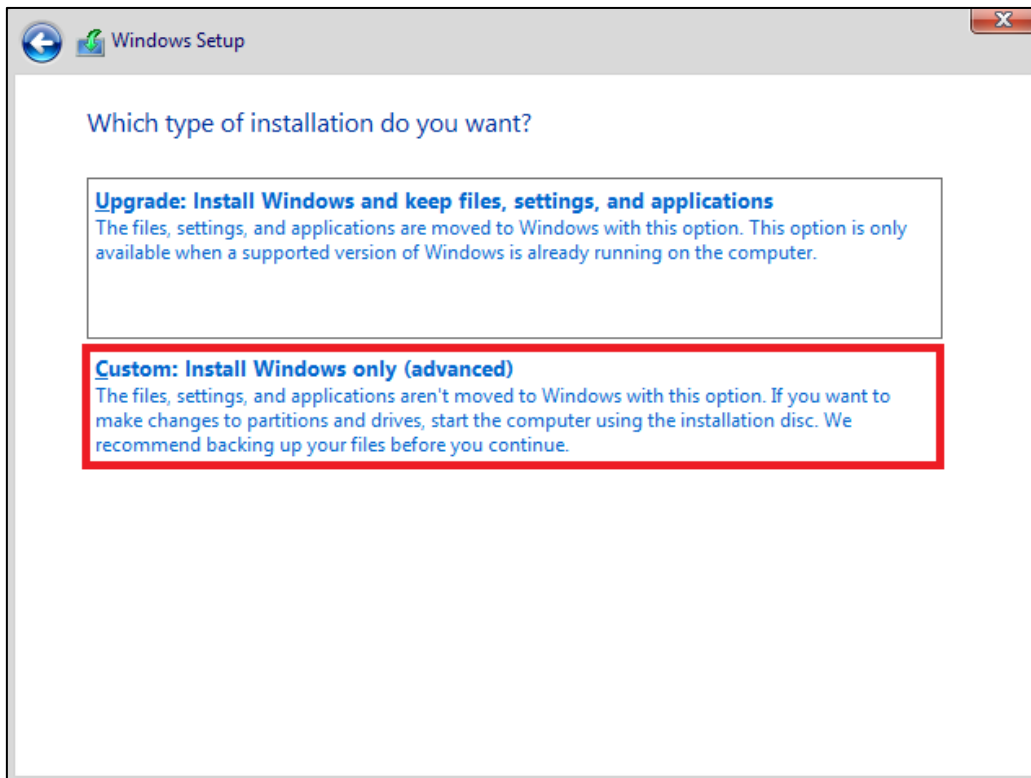 Windows Setup
Which type of installation do you want?
Upgrade: Install Windows and keep files, settings, and applications
The files, settings, and applications are moved to Windows with this option. This option is only
available when a supported version of Windows is already running on the computer.
Custom: Install Windows only (advanced)
The files, settings, and applications aren't moved to Windows with this option. If you want to
make changes to partitions and drives, start the computer using the installation disc. We
recommend backing up your files before you continue.